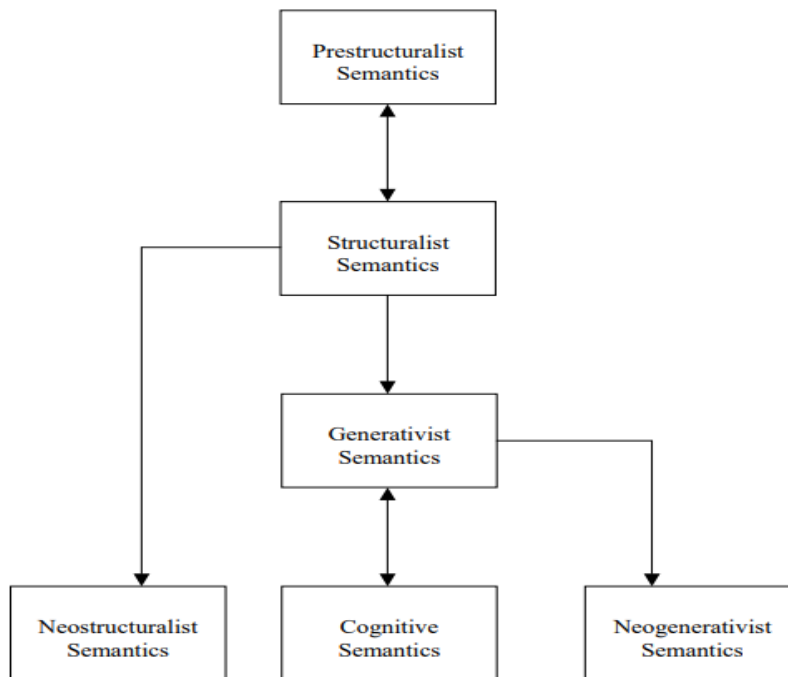 Prestructuralist
Semantics
Structuralist
Semantics
Generativist
Semantics
Neostructuralist
Semantics
Cognitive
Semantics
Neogenerativist
Semantics